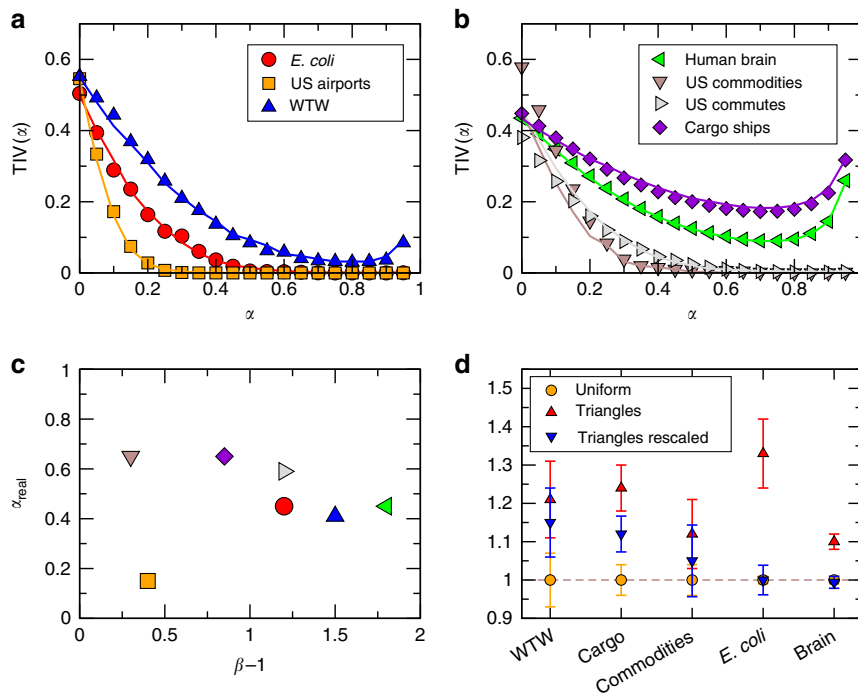 a
0.6
0.4
0.2
0
TIV (α)
E. coli
US airports
WTW
0
0.2
0.4
0.6
0.8
1
α
b
0.6
0.4
0.2
0
TIV (α)
Human brain
US commodities
US commutes
Cargo ships
0
0.2
0.4
0.6
0.8
α
c
1
0.8
0.6
0.4
0.2
0
αreal
0
0.5
1
1.5
2
β−1
d
1.5
1.4
1.3
1.2
1.1
1
0.9
Uniform
Triangles
Triangles rescaled
WTW
Cargo
Commodities
E. coli
Brain